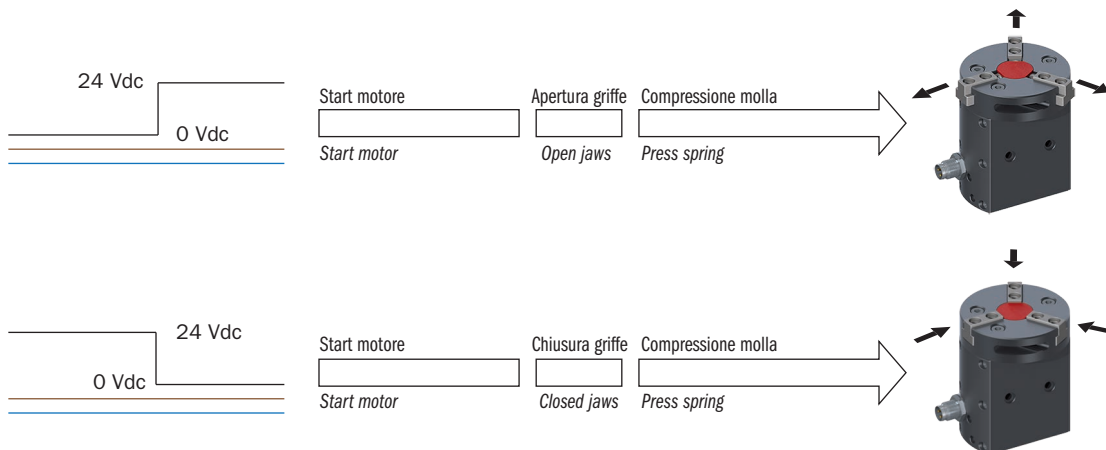 24 Vdc
0 Vdc
Start motore
Apertura griffe
Compressione molla
Start motor
Open jaws
Press spring
24 Vdc
0 Vdc
Start motore
Chiusura griffe
Compressione molla
Start motor
Closed jaws
Press spring